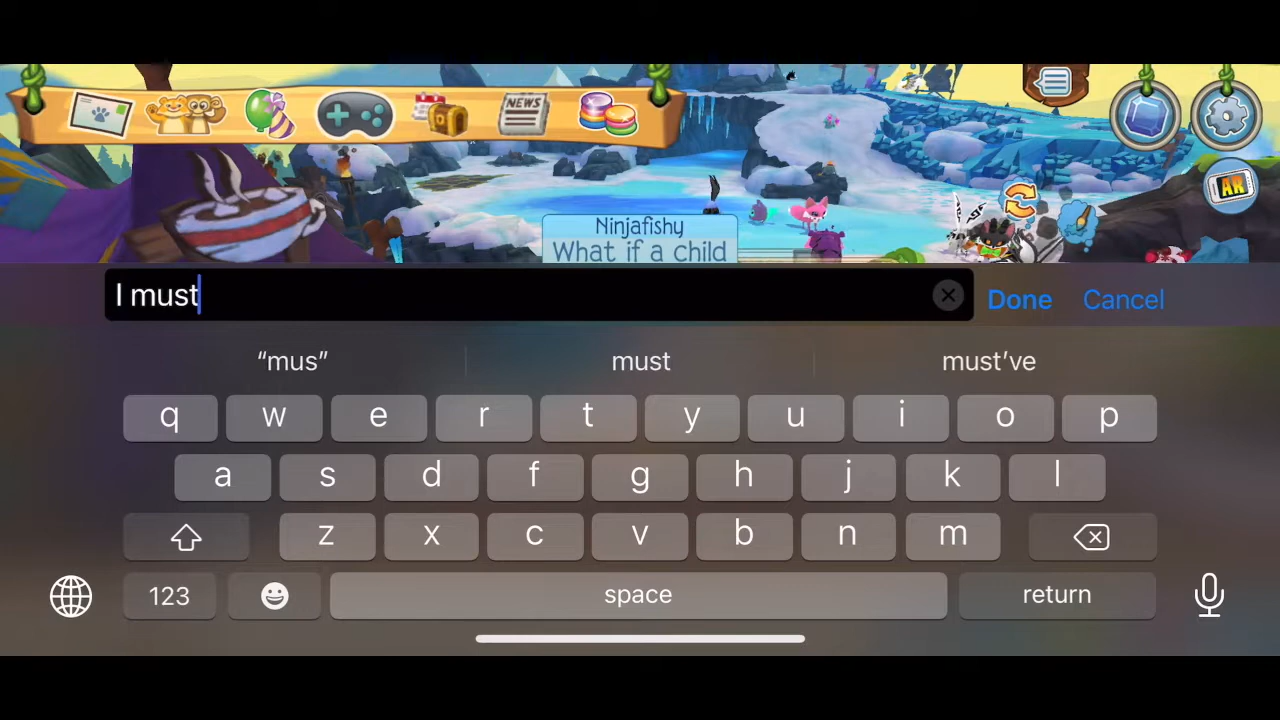 NEWS
AR
Ninjafishy
What if a child
I must
Done
Cancel
“mus”
must
must’ve
q w e r t y u i o p
a s d f g h j k l
z x c v b n m
123
space
return